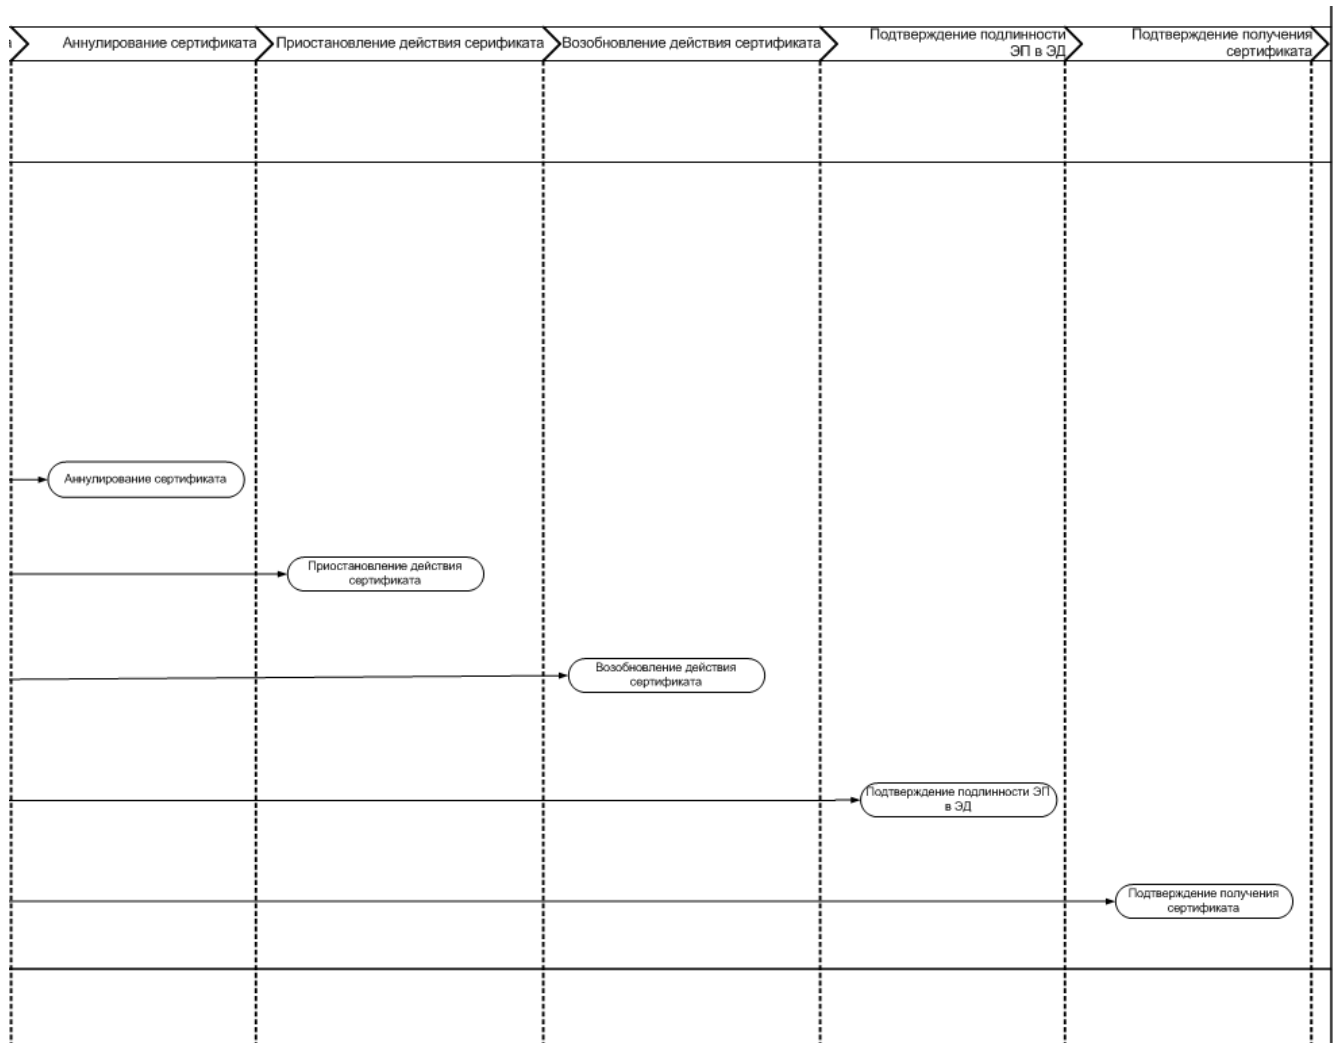 а
Аннулирование сертификата
Приостановление действия серификата
Возобновление действия сертификата
Подтверждение подлинности
ЭП в ЭД
Подтверждение получения
сертификата
Аннулирование сертификата
Приостановление действия
сертификата
Возобновление действия
сертификата
Подтверждение подлинности ЭП
в ЭД
Подтверждение получения
сертификата